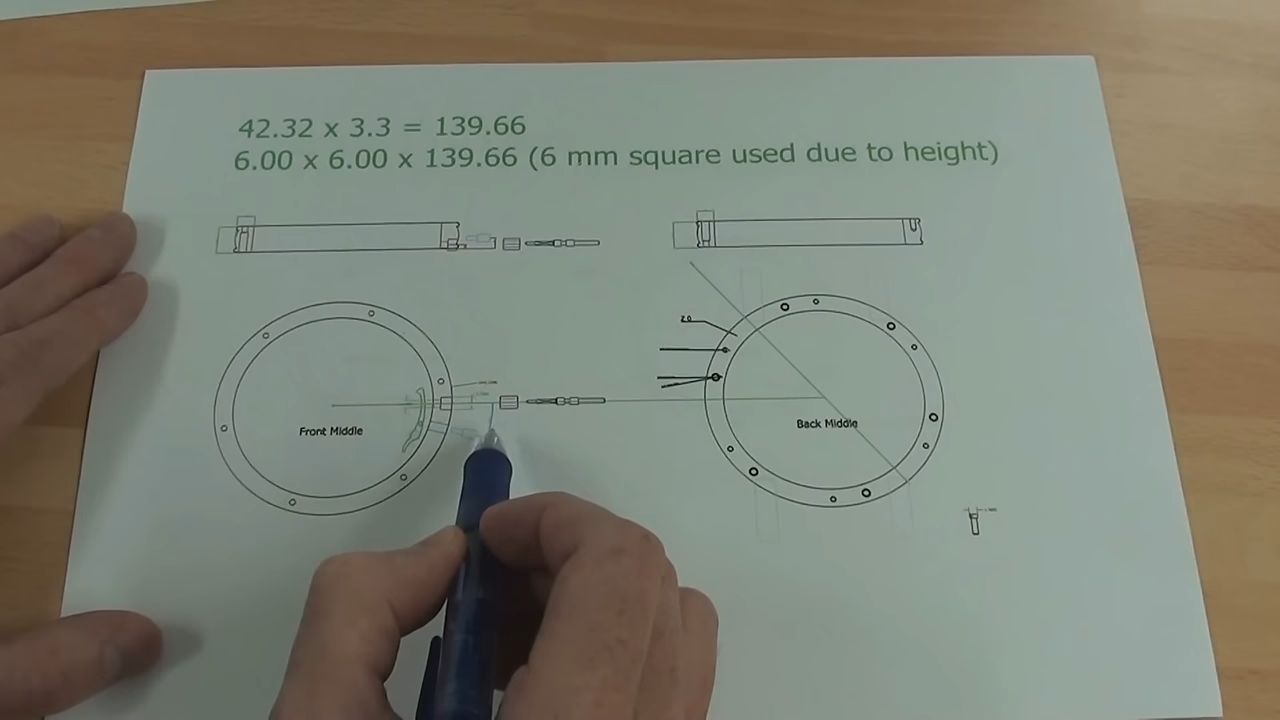 42.32 x 3.3 = 139.66
6.00 x 6.00 x 139.66 (6 mm square used due to height)
Front Middle
Back Middle